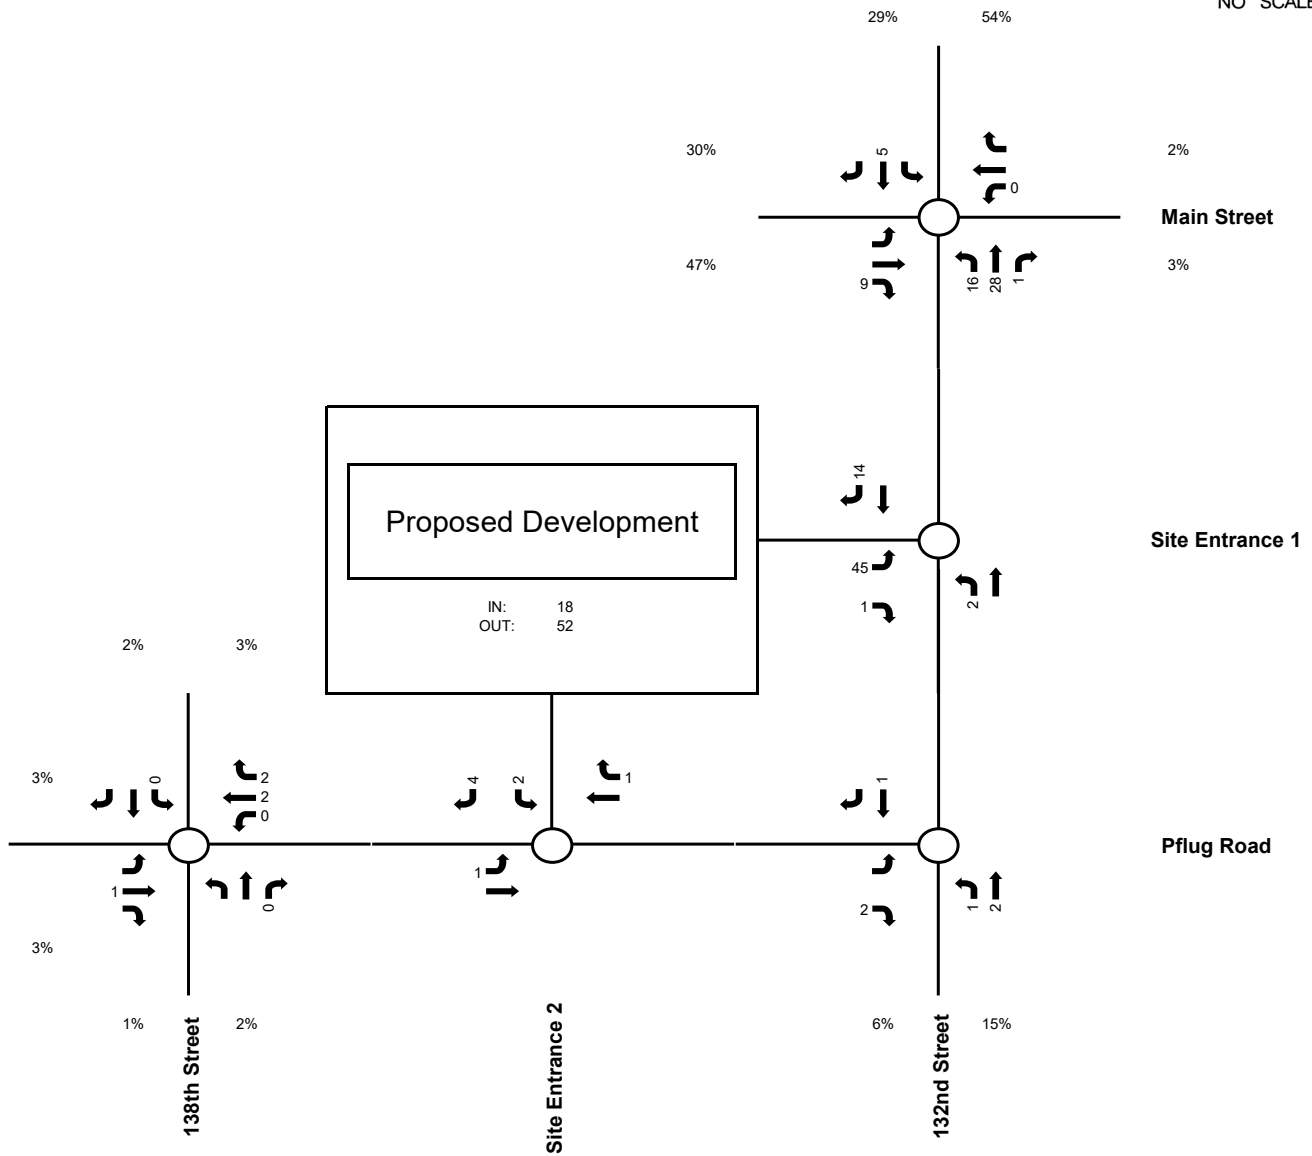 NO SCALE
29% 54%
30% 5 2%
0
Main Street
47% 3%
9 16 28 1
14
Proposed Development
Site Entrance 1
45
1 2
IN: 18
OUT: 52
2% 3%
3% 0 2 4 2 1 1
2
0
Pflug Road
1 0 1 2 1 2
3%
1% 2% 6% 15%
138th Street
Site Entrance 2
132nd Street